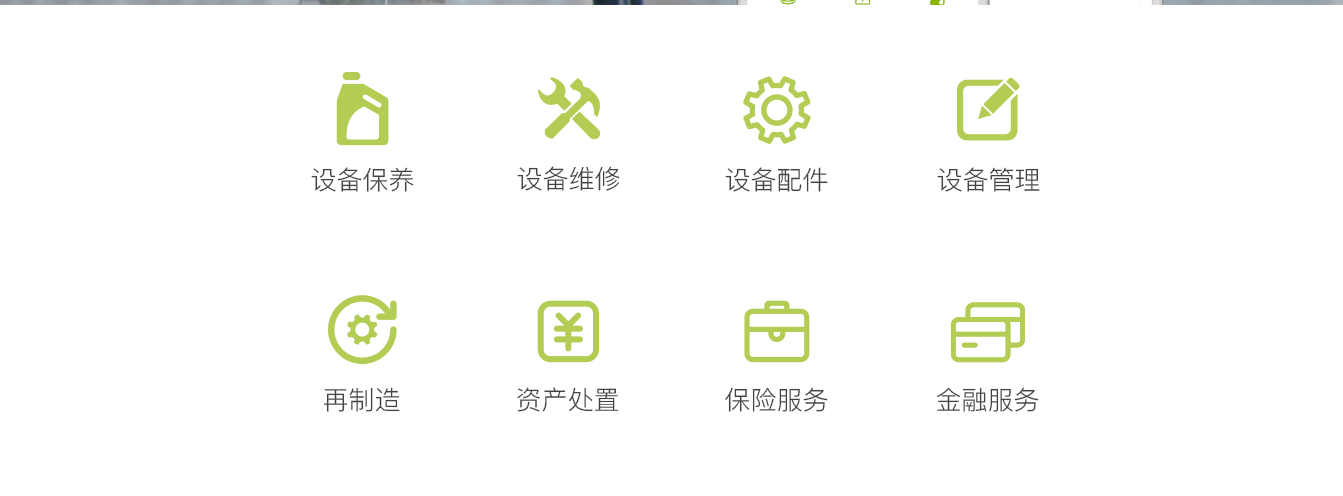 设备保养
设备维修
设备配件
设备管理
再制造
资产处置
保险服务
金融服务